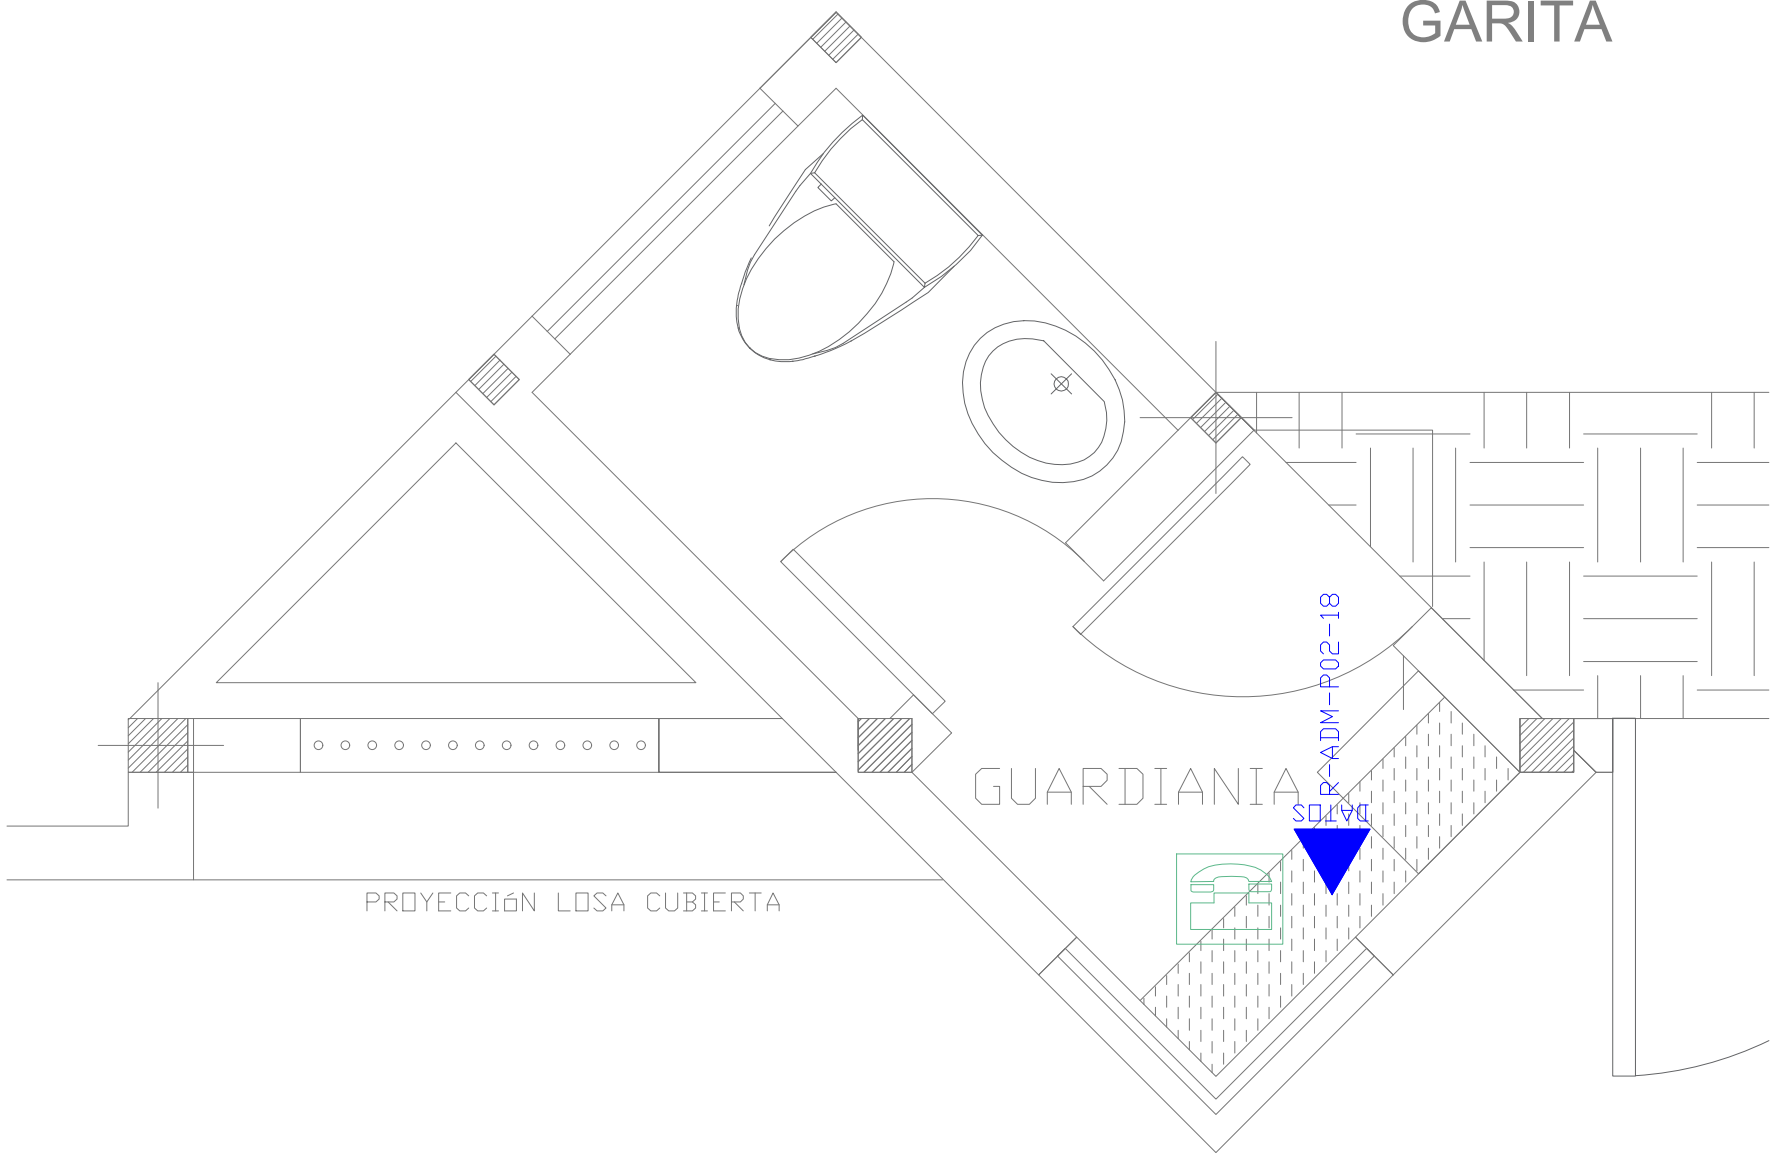 GARITA
R-ADM-P02-18
GUARDIANIA
DATOS
PROYECCIóN LOSA CUBIERTA